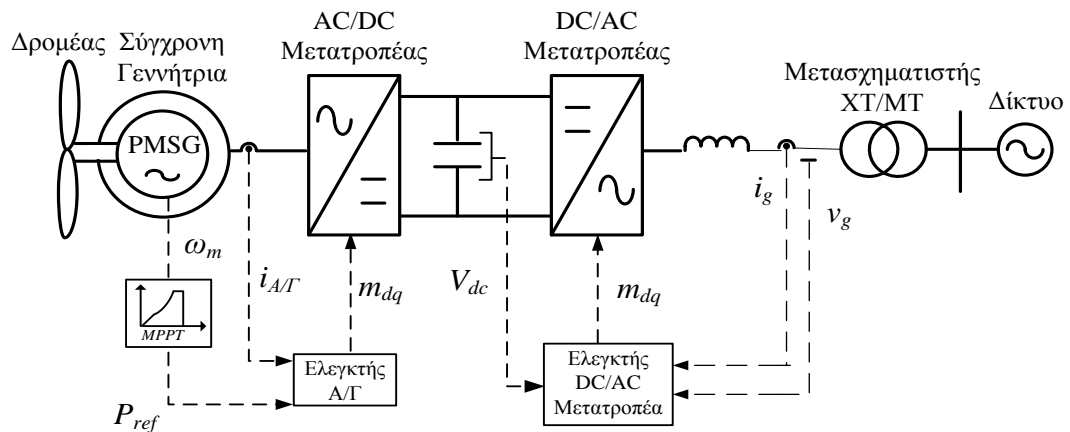 Δρομέας
Σύγχρονη
Γεννήτρια
AC/DC
Μετατροπέας
DC/AC
Μετατροπέας
Μετασχηματιστής
ΧΤ/ΜΤ
Δίκτυο
PMSG
i_g
v_g
ω_m
i_{Α/Γ}
m_{dq}
V_{dc}
m_{dq}
MPPT
Ελεγκτής
Α/Γ
Ελεγκτής
DC/AC
Μετατροπέα
P_{ref}